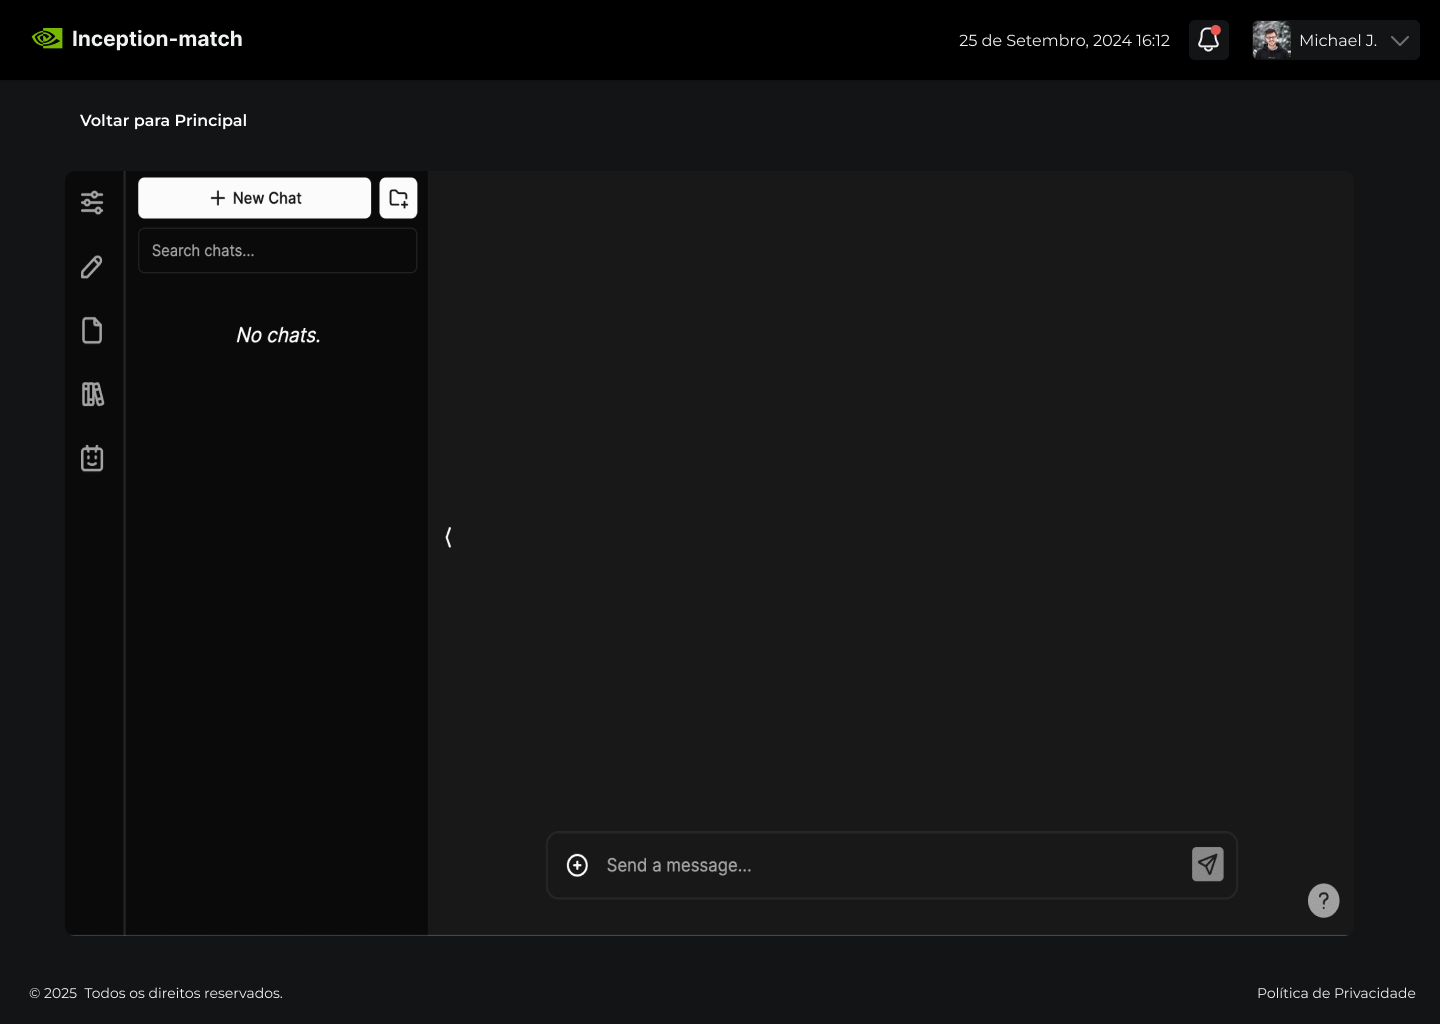 Inception-match
25 de Setembro, 2024 16:12
Michael J.
Voltar para Principal
New Chat
Search chats...
No chats.
Send a message...
?
© 2025 Todos os direitos reservados.
Política de Privacidade